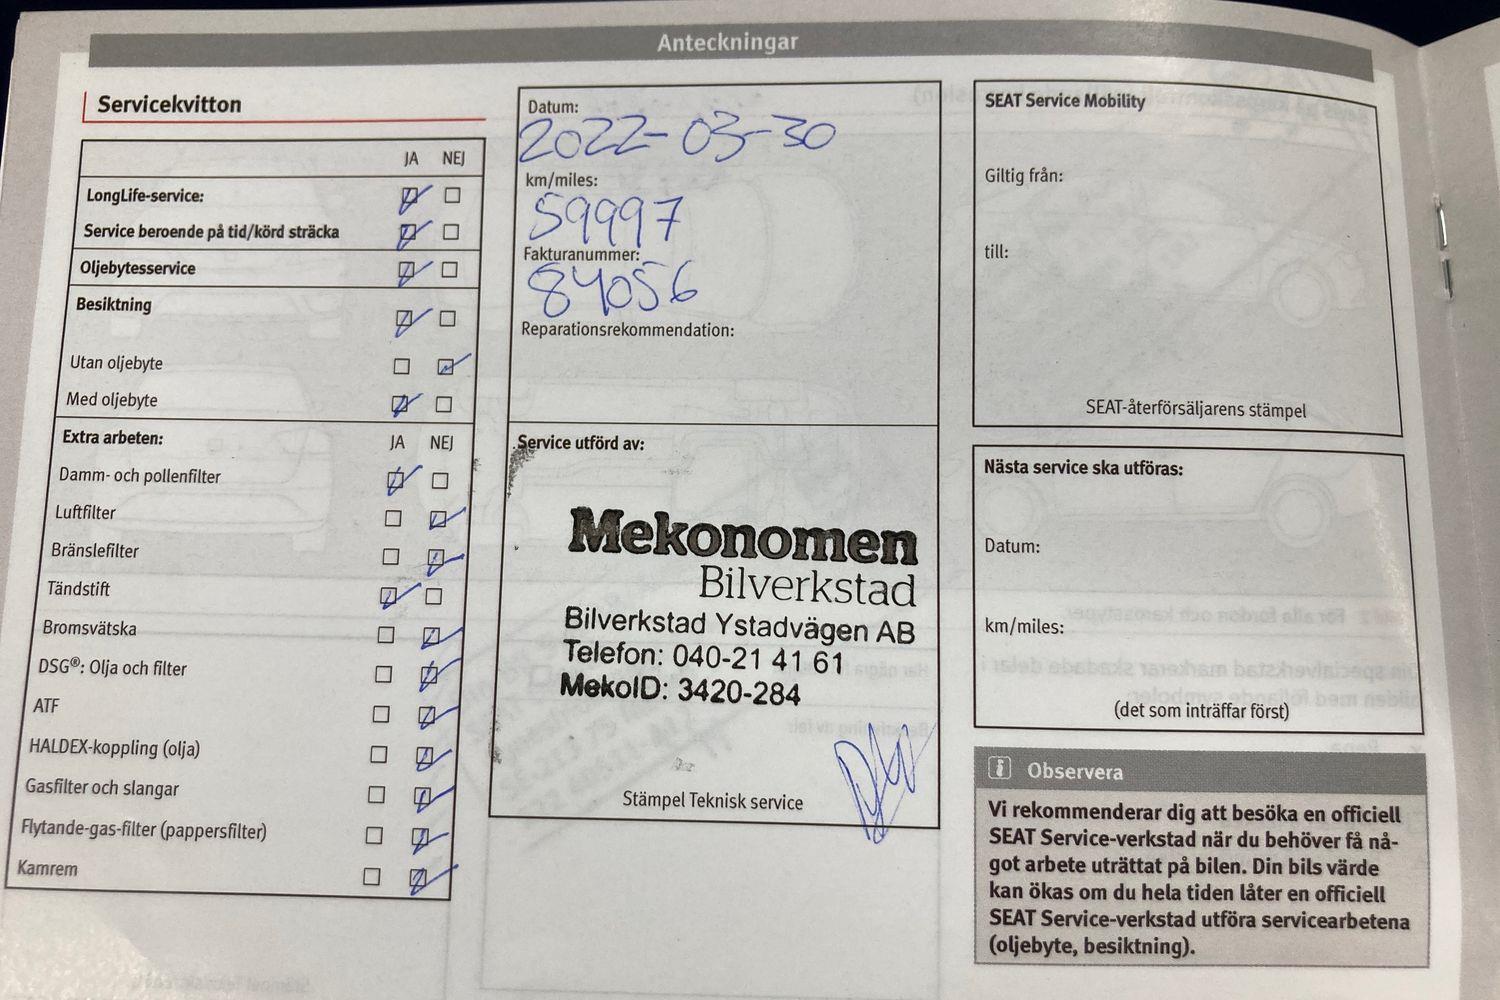 Anteckningar
Servicekvitton
JA NEJ
LongLife-service:
Service beroende på tid/körd sträcka
Oljebytesservice
Besiktning
Utan oljebyte
Med oljebyte
Extra arbeten: JA NEJ
Damm- och pollenfilter
Luftfilter
Bränslefilter
Tändstift
Bromsvätska
DSG®: Olja och filter
ATF
HALDEX-koppling (olja)
Gasfilter och slangar
Flytande-gas-filter (pappersfilter)
Kamrem
Datum:
2022-03-30
km/miles:
59997
Fakturanummer:
84056
Reparationsrekommendation:
Service utförd av:
Mekonomen
Bilverkstad
Bilverkstad Ystadvägen AB
Telefon: 040-21 41 61
MekoID: 3420-284
Stämpel Teknisk service
SEAT Service Mobility
Giltig från:
till:
SEAT-återförsäljarens stämpel
Nästa service ska utföras:
Datum:
km/miles:
(det som inträffar först)
i Observera
Vi rekommenderar dig att besöka en officiell
SEAT Service-verkstad när du behöver få nå-
got arbete uträttat på bilen. Din bils värde
kan ökas om du hela tiden låter en officiell
SEAT Service-verkstad utföra servicearbetena
(oljebyte, besiktning).